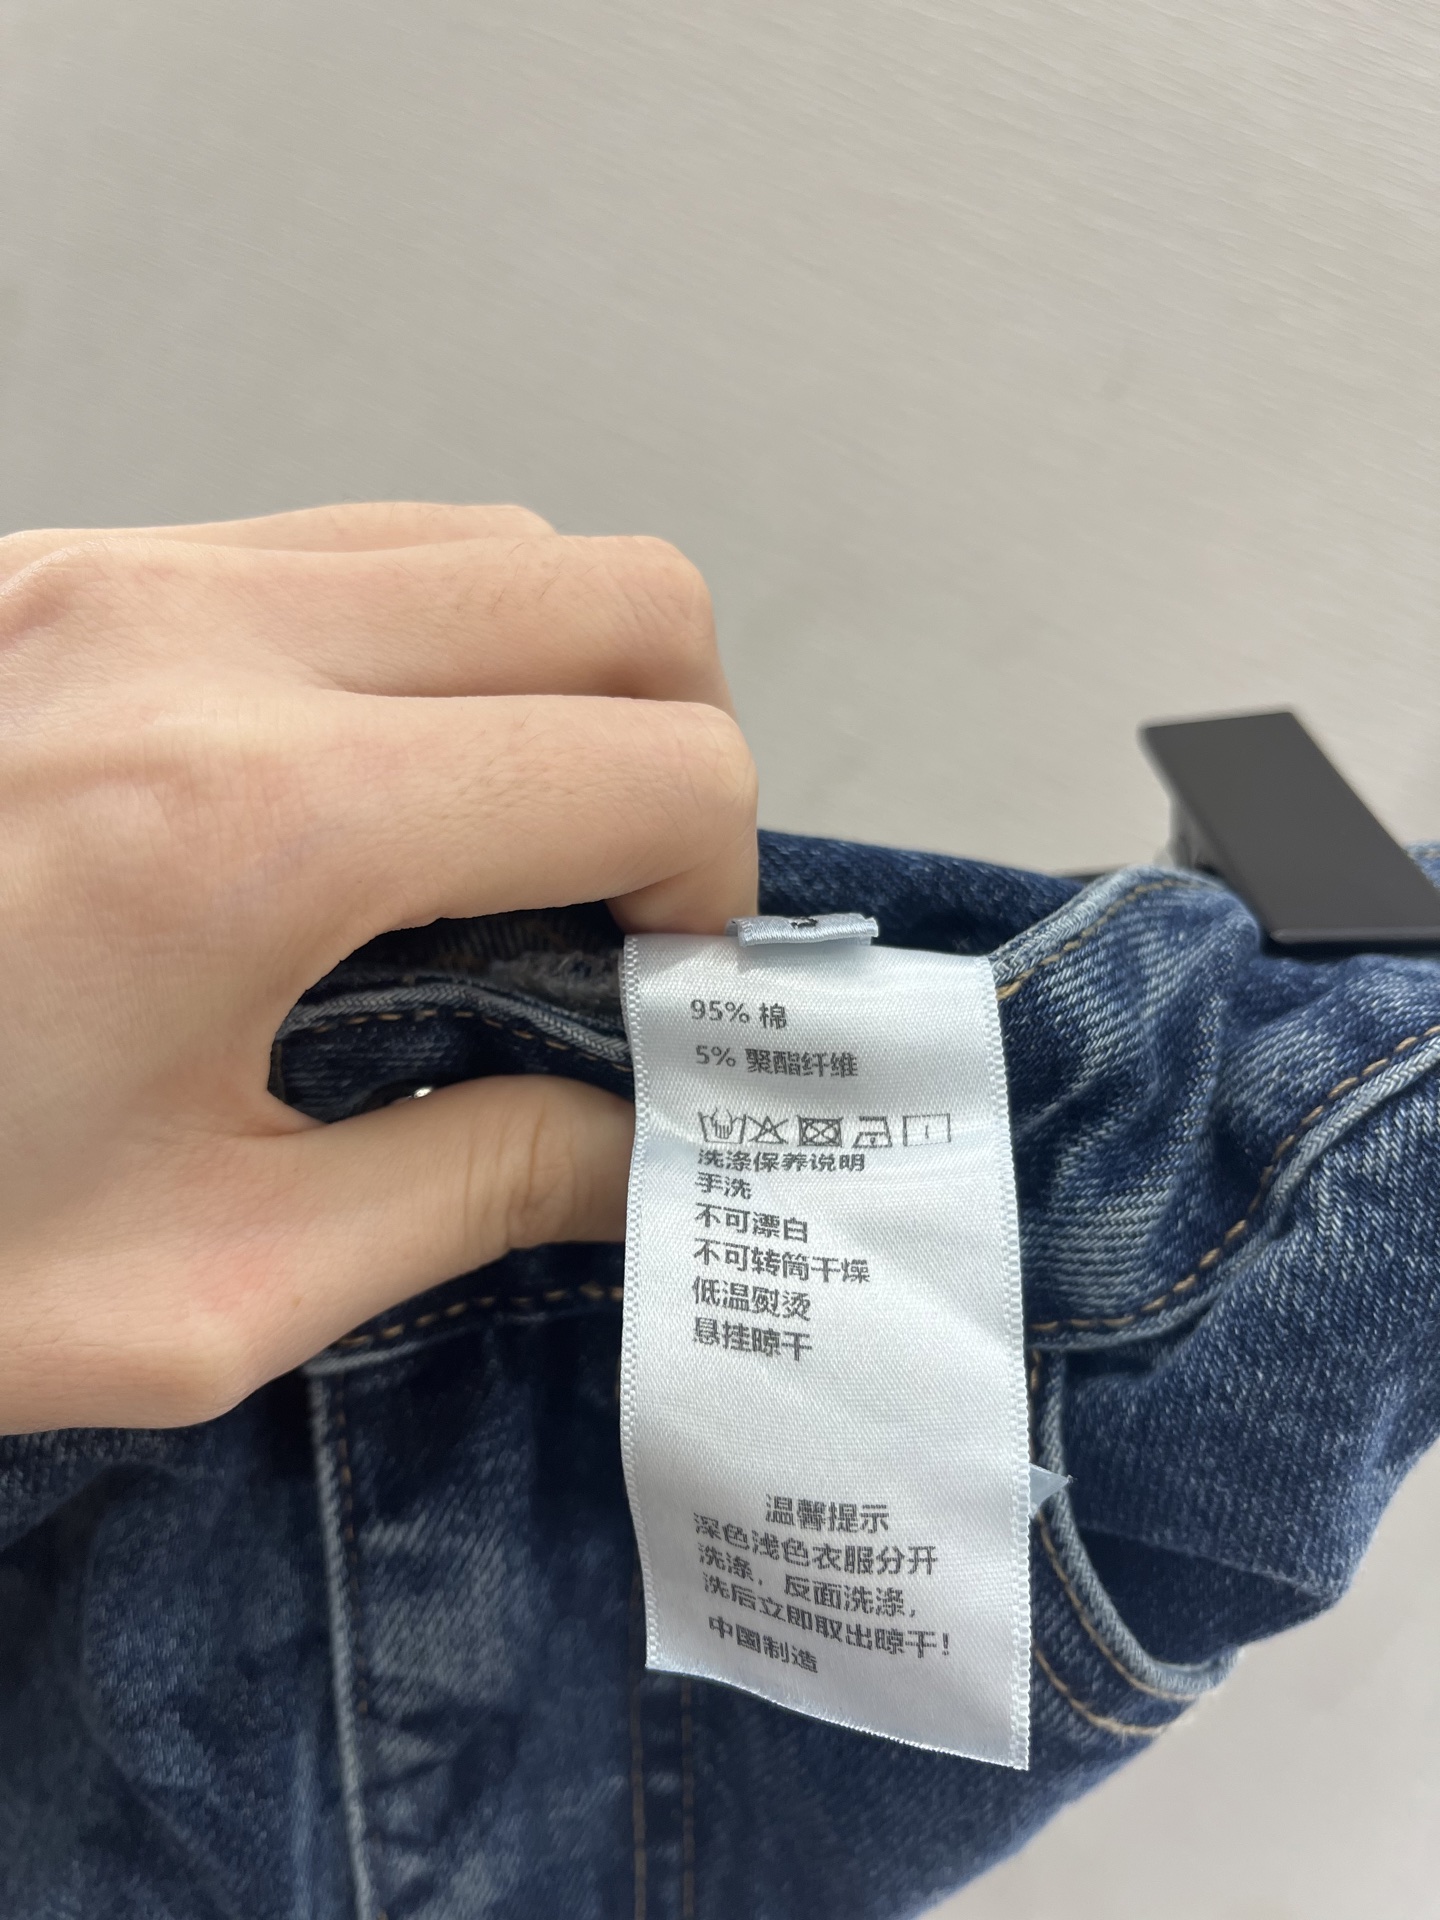 95% 棉
5% 聚酯纤维
洗涤保养说明
手洗
不可漂白
不可转筒干燥
低温熨烫
悬挂晾干
温馨提示
深色浅色衣服分开
洗涤，反面洗涤，
洗后立即取出晾干！
中国制造